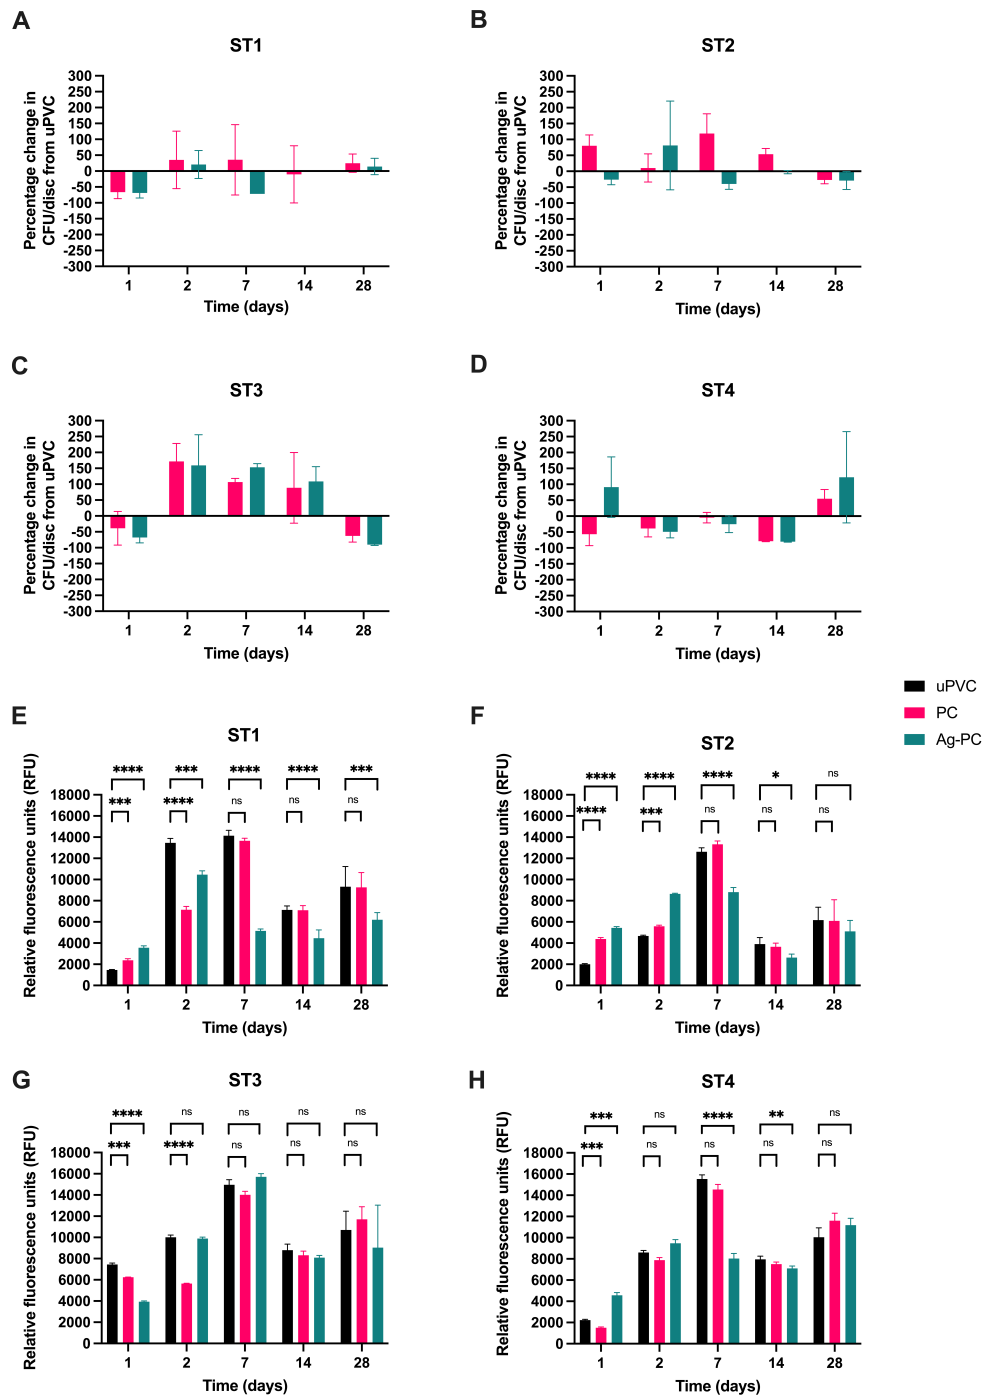 A
ST1
Percentage change in
CFU/disc from uPVC
300
250
200
150
100
50
0
-50
-100
-150
-200
-250
-300
1 2 7 14 28
Time (days)
B
ST2
Percentage change in
CFU/disc from uPVC
300
250
200
150
100
50
0
-50
-100
-150
-200
-250
-300
1 2 7 14 28
Time (days)
C
ST3
Percentage change in
CFU/disc from uPVC
300
250
200
150
100
50
0
-50
-100
-150
-200
-250
-300
1 2 7 14 28
Time (days)
D
ST4
Percentage change in
CFU/disc from uPVC
300
250
200
150
100
50
0
-50
-100
-150
-200
-250
-300
1 2 7 14 28
Time (days)
uPVC
PC
Ag-PC
E
ST1
Relative fluorescence units (RFU)
**** *** **** **** ***
*** **** ns ns ns
18000
16000
14000
12000
10000
8000
6000
4000
2000
0
1 2 7 14 28
Time (days)
F
ST2
Relative fluorescence units (RFU)
**** **** **** * ns
**** *** ns ns ns
18000
16000
14000
12000
10000
8000
6000
4000
2000
0
1 2 7 14 28
Time (days)
G
ST3
Relative fluorescence units (RFU)
**** ns ns ns ns
*** **** ns ns ns
18000
16000
14000
12000
10000
8000
6000
4000
2000
0
1 2 7 14 28
Time (days)
H
ST4
Relative fluorescence units (RFU)
*** ns **** ** ns
*** ns ns ns ns
18000
16000
14000
12000
10000
8000
6000
4000
2000
0
1 2 7 14 28
Time (days)